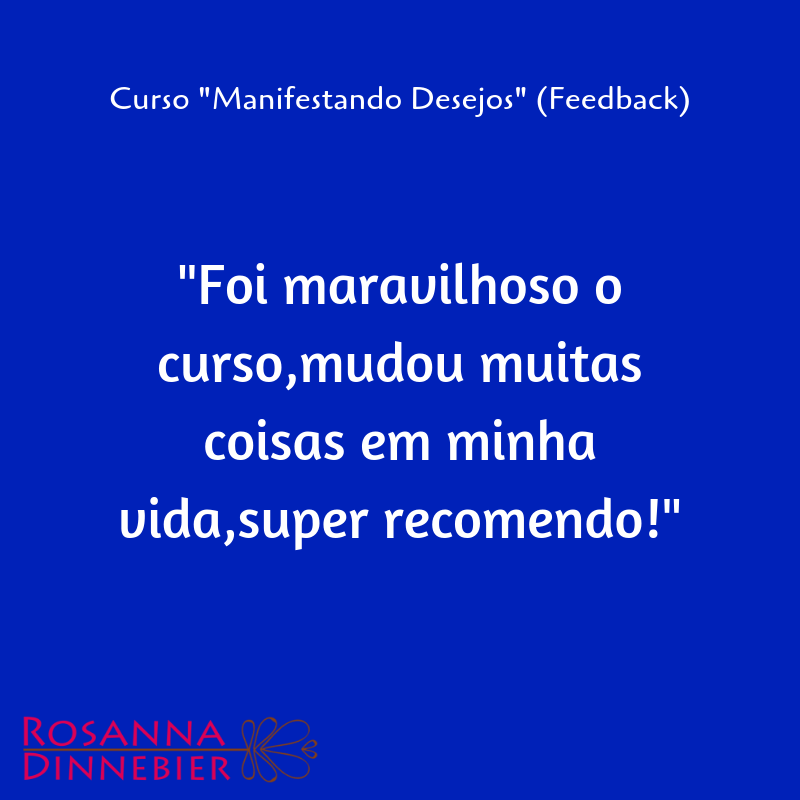 Curso "Manifestando Desejos" (Feedback)
"Foi maravilhoso o
curso,mudou muitas
coisas em minha
vida,super recomendo!"
ROSANNA
DINNEBIER